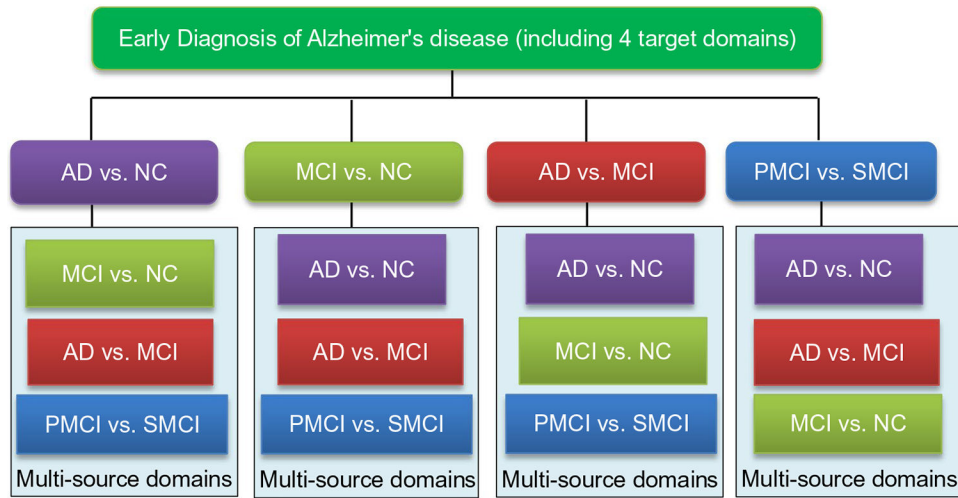 Early Diagnosis of Alzheimer's disease (including 4 target domains)
AD vs. NC
MCI vs. NC
AD vs. MCI
PMCI vs. SMCI
MCI vs. NC
AD vs. MCI
PMCI vs. SMCI
Multi-source domains
AD vs. NC
AD vs. MCI
PMCI vs. SMCI
Multi-source domains
AD vs. NC
MCI vs. NC
PMCI vs. SMCI
Multi-source domains
AD vs. NC
AD vs. MCI
MCI vs. NC
Multi-source domains